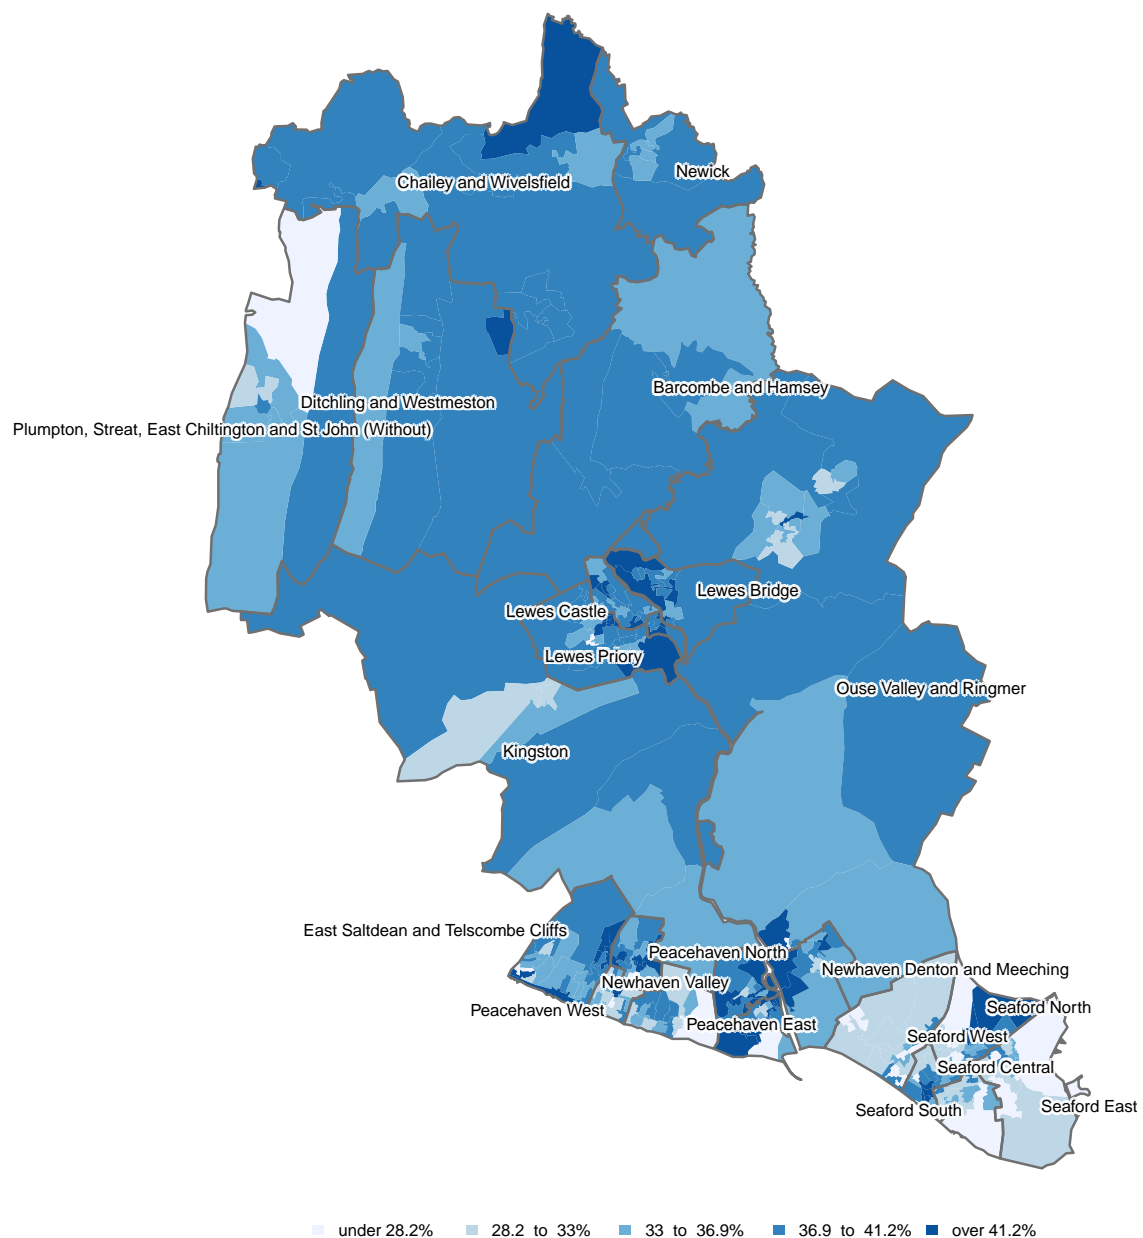 Newick
Chailey and Wivelsfield
Barcombe and Hamsey
Ditchling and Westmeston
Plumpton, Streat, East Chiltington and St John (Without)
Lewes Bridge
Lewes Castle
Lewes Priory
Ouse Valley and Ringmer
Kingston
East Saltdean and Telscombe Cliffs
Peacehaven North
Newhaven Denton and Meeching
Newhaven Valley
Peacehaven West
Seaford North
Peacehaven East
Seaford West
Seaford Central
Seaford South
Seaford East
under 28.2% 28.2 to 33% 33 to 36.9% 36.9 to 41.2% over 41.2%